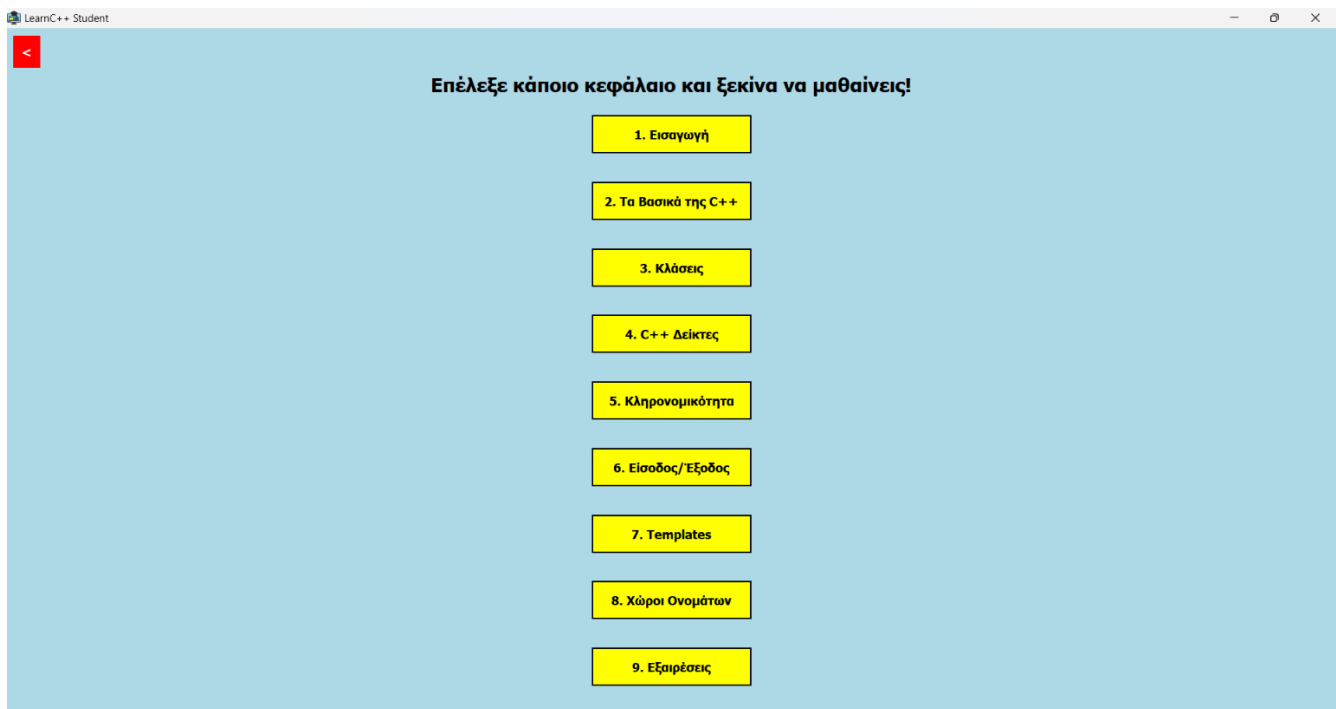 LearnC++ Student
<
Επέλεξε κάποιο κεφάλαιο και ξεκίνα να μαθαίνεις!
1. Εισαγωγή
2. Τα Βασικά της C++
3. Κλάσεις
4. C++ Δείκτες
5. Κληρονομικότητα
6. Είσοδος/Έξοδος
7. Templates
8. Χώροι Ονομάτων
9. Εξαιρέσεις